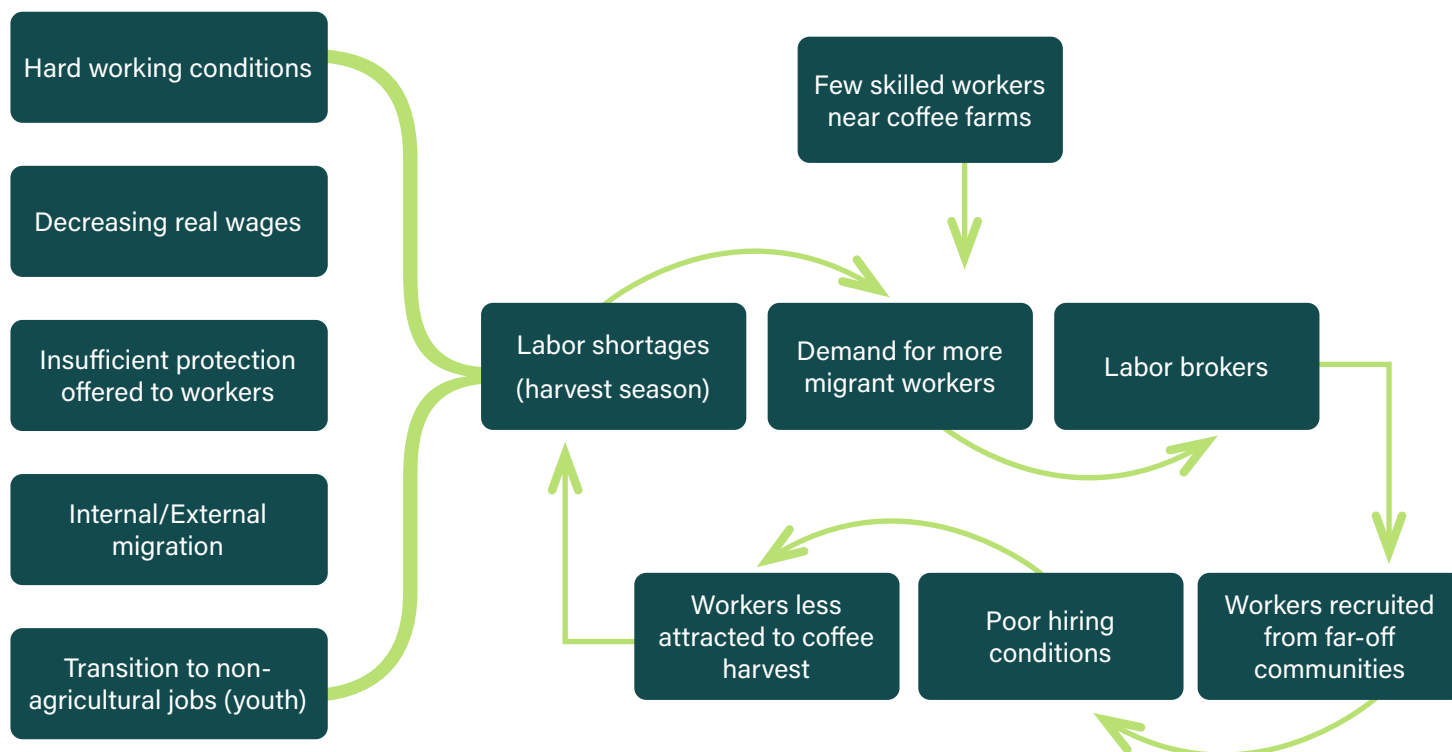 Hard working conditions
Decreasing real wages
Insufficient protection
offered to workers
Internal/External
migration
Transition to non-
agricultural jobs (youth)
Few skilled workers
near coffee farms
Labor shortages
(harvest season)
Demand for more
migrant workers
Labor brokers
Workers less
attracted to coffee
harvest
Poor hiring
conditions
Workers recruited
from far-off
communities